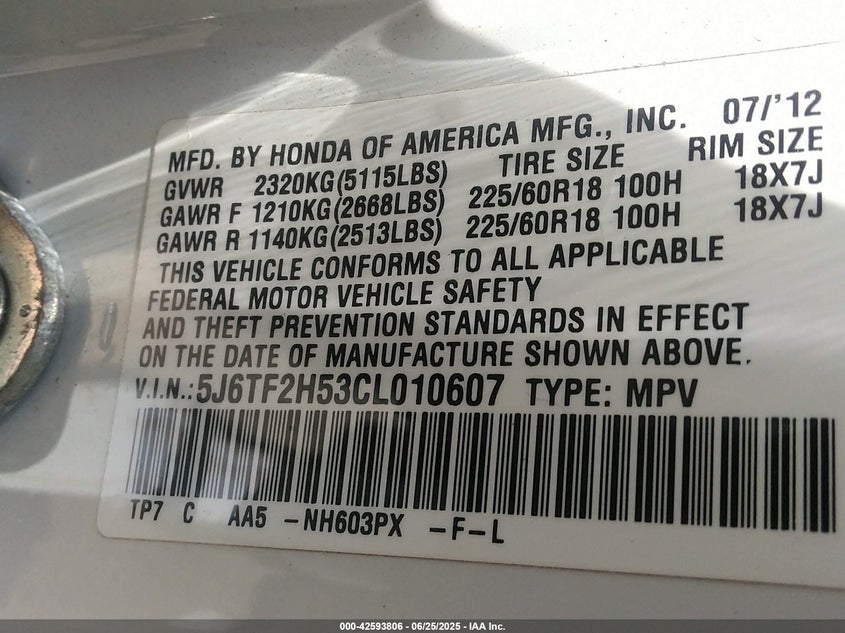 MFD. BY HONDA OF AMERICA MFG., INC. 07/'12
GVWR 2320KG(5115LBS) TIRE SIZE RIM SIZE
GAWR F 1210KG(2668LBS) 225/60R18 100H 18X7J
GAWR R 1140KG(2513LBS) 225/60R18 100H 18X7J
THIS VEHICLE CONFORMS TO ALL APPLICABLE
FEDERAL MOTOR VEHICLE SAFETY
AND THEFT PREVENTION STANDARDS IN EFFECT
ON THE DATE OF MANUFACTURE SHOWN ABOVE.
V.I.N.:5J6TF2H53CL010607 TYPE: MPV
TP7 C AA5 -NH603PX -F-L
000-42593806 - 06/25/2025 - IAA Inc.